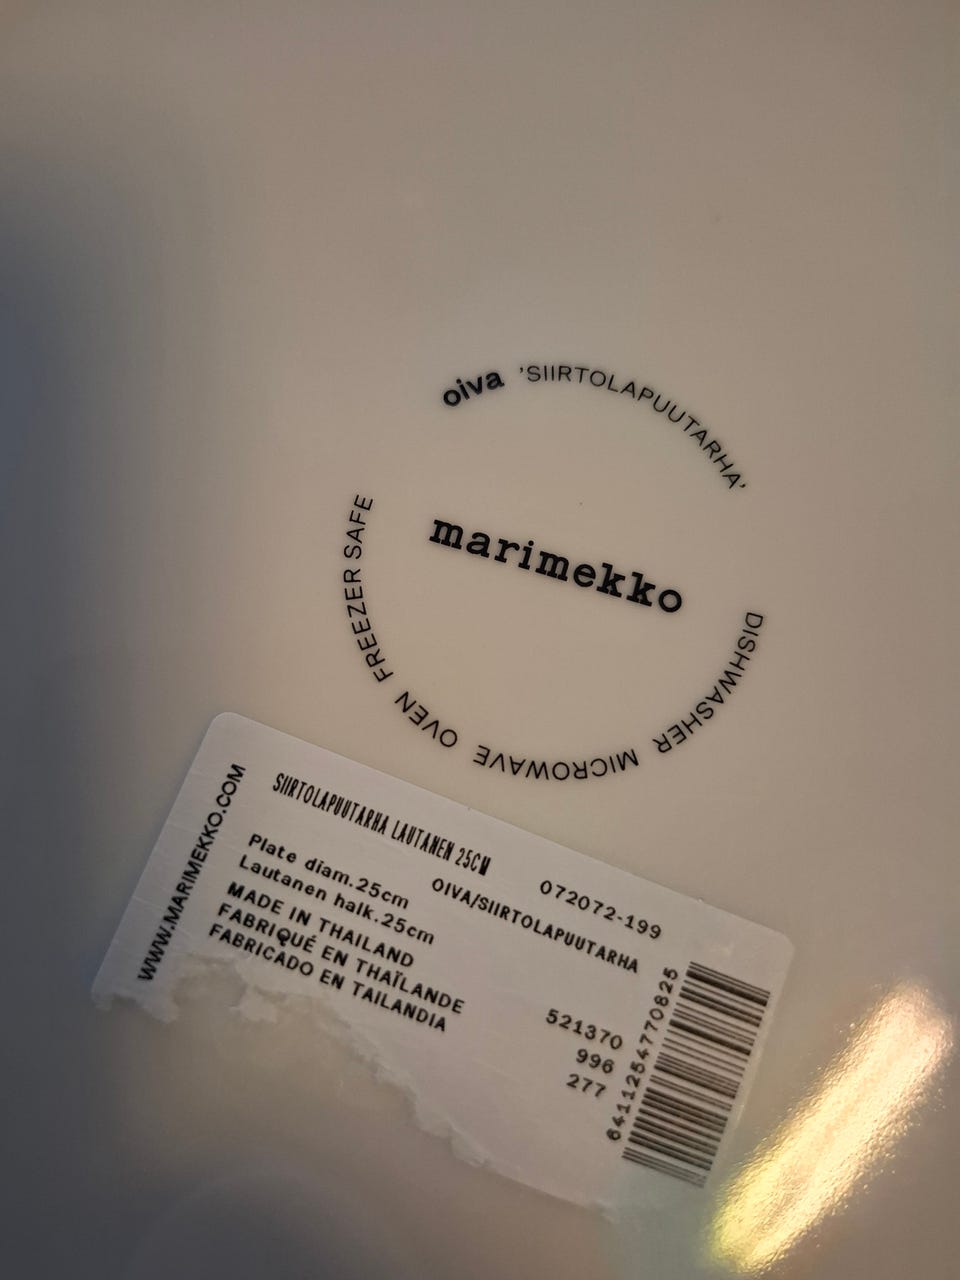 oiva 'SIIRTOLAPUUTARHA'
marimekko
DISHWASHER MICROWAVE OVEN FREEZER SAFE
WWW.MARIMEKKO.COM
SIIRTOLAPUUTARHA LAUTANEN 25CM
072072-199
Plate diam.25cm
OIVA/SIIRTOLAPUUTARHA
Lautanen halk.25cm
MADE IN THAILAND
FABRIQUÉ EN THAÏLANDE
FABRICADO EN TAILANDIA
521370
996
277
6411254770825